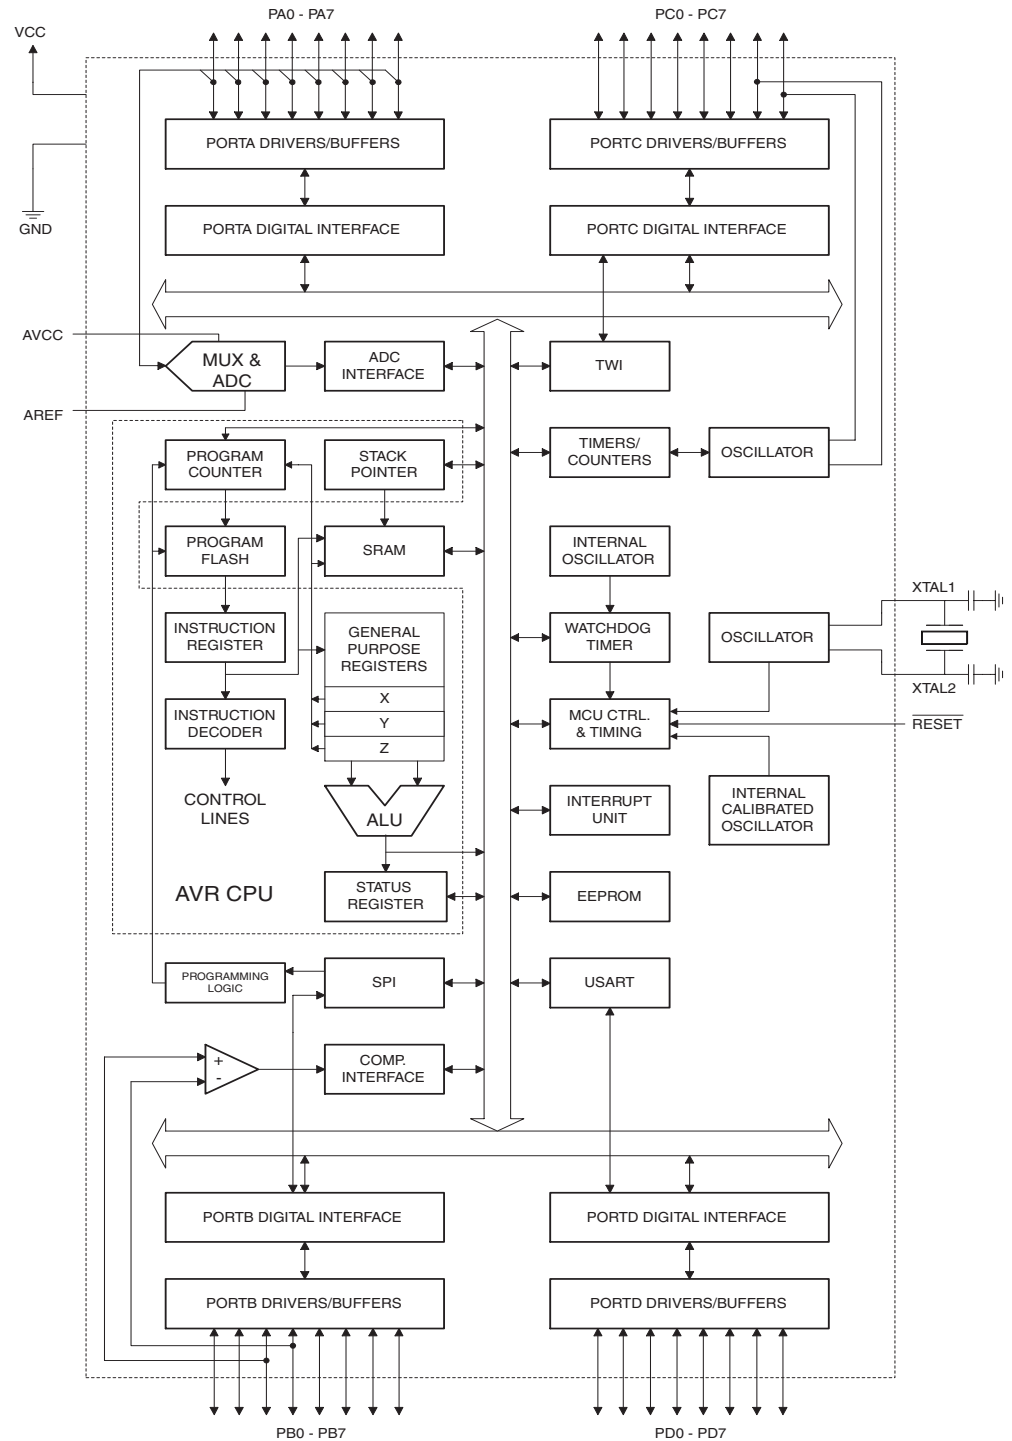 PA0 - PA7
PC0 - PC7
VCC
PORTA DRIVERS/BUFFERS
PORTC DRIVERS/BUFFERS
PORTA DIGITAL INTERFACE
PORTC DIGITAL INTERFACE
GND
AVCC
MUX &
ADC
ADC
INTERFACE
TWI
AREF
PROGRAM
COUNTER
STACK
POINTER
TIMERS/
COUNTERS
OSCILLATOR
PROGRAM
FLASH
SRAM
INTERNAL
OSCILLATOR
XTAL1
INSTRUCTION
REGISTER
GENERAL
PURPOSE
REGISTERS
WATCHDOG
TIMER
OSCILLATOR
XTAL2
X
INSTRUCTION
DECODER
Y
MCU CTRL.
& TIMING
RESET
Z
CONTROL
LINES
ALU
INTERRUPT
UNIT
INTERNAL
CALIBRATED
OSCILLATOR
AVR CPU
STATUS
REGISTER
EEPROM
PROGRAMMING
LOGIC
SPI
USART
+
-
COMP.
INTERFACE
PORTB DIGITAL INTERFACE
PORTD DIGITAL INTERFACE
PORTB DRIVERS/BUFFERS
PORTD DRIVERS/BUFFERS
PB0 - PB7
PD0 - PD7